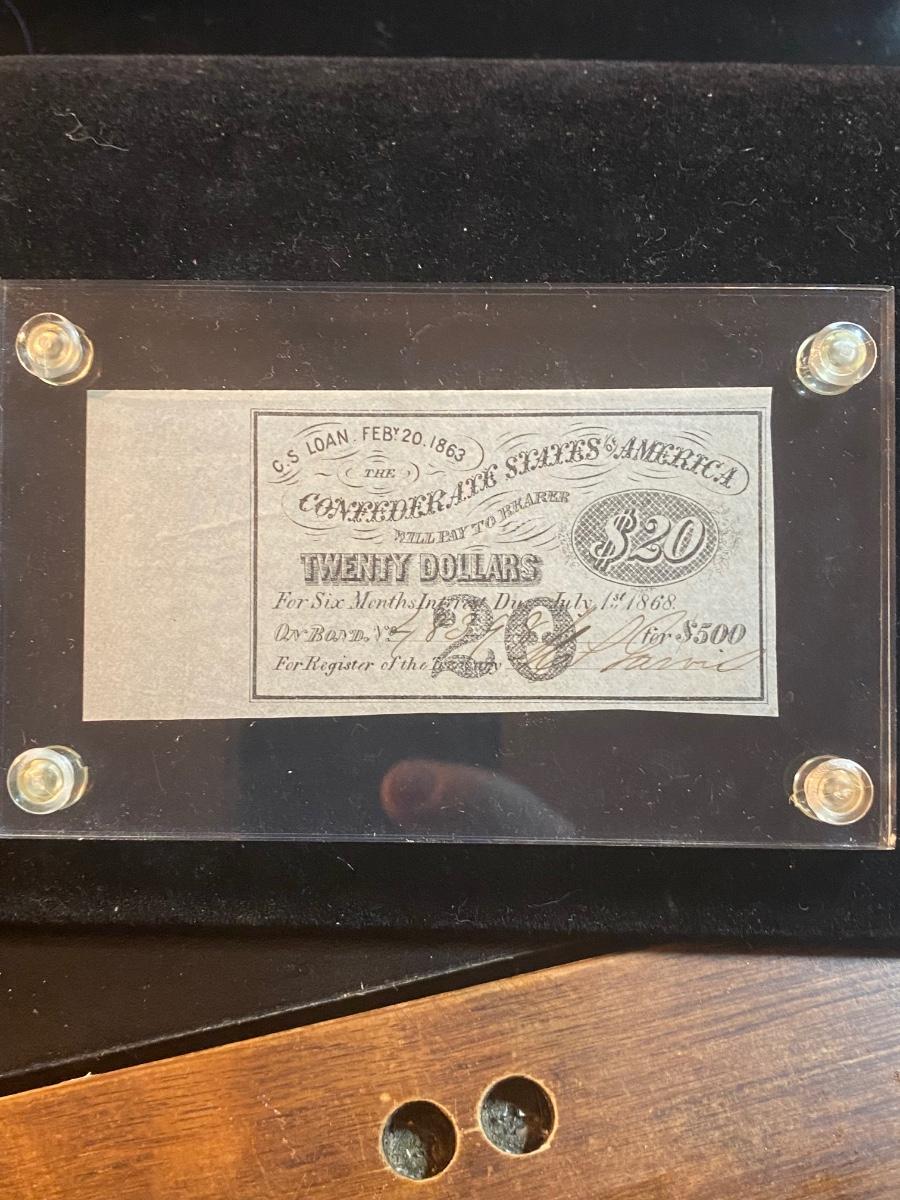 C.S LOAN. FEBY 20. 1863
THE
CONFEDERATE STATES OF AMERICA
WILL PAY TO BEARER
$20
TWENTY DOLLARS
For Six Months Interest Due July 1st 1868.
20
ON BOND. No for $500
For Register of the Treasury